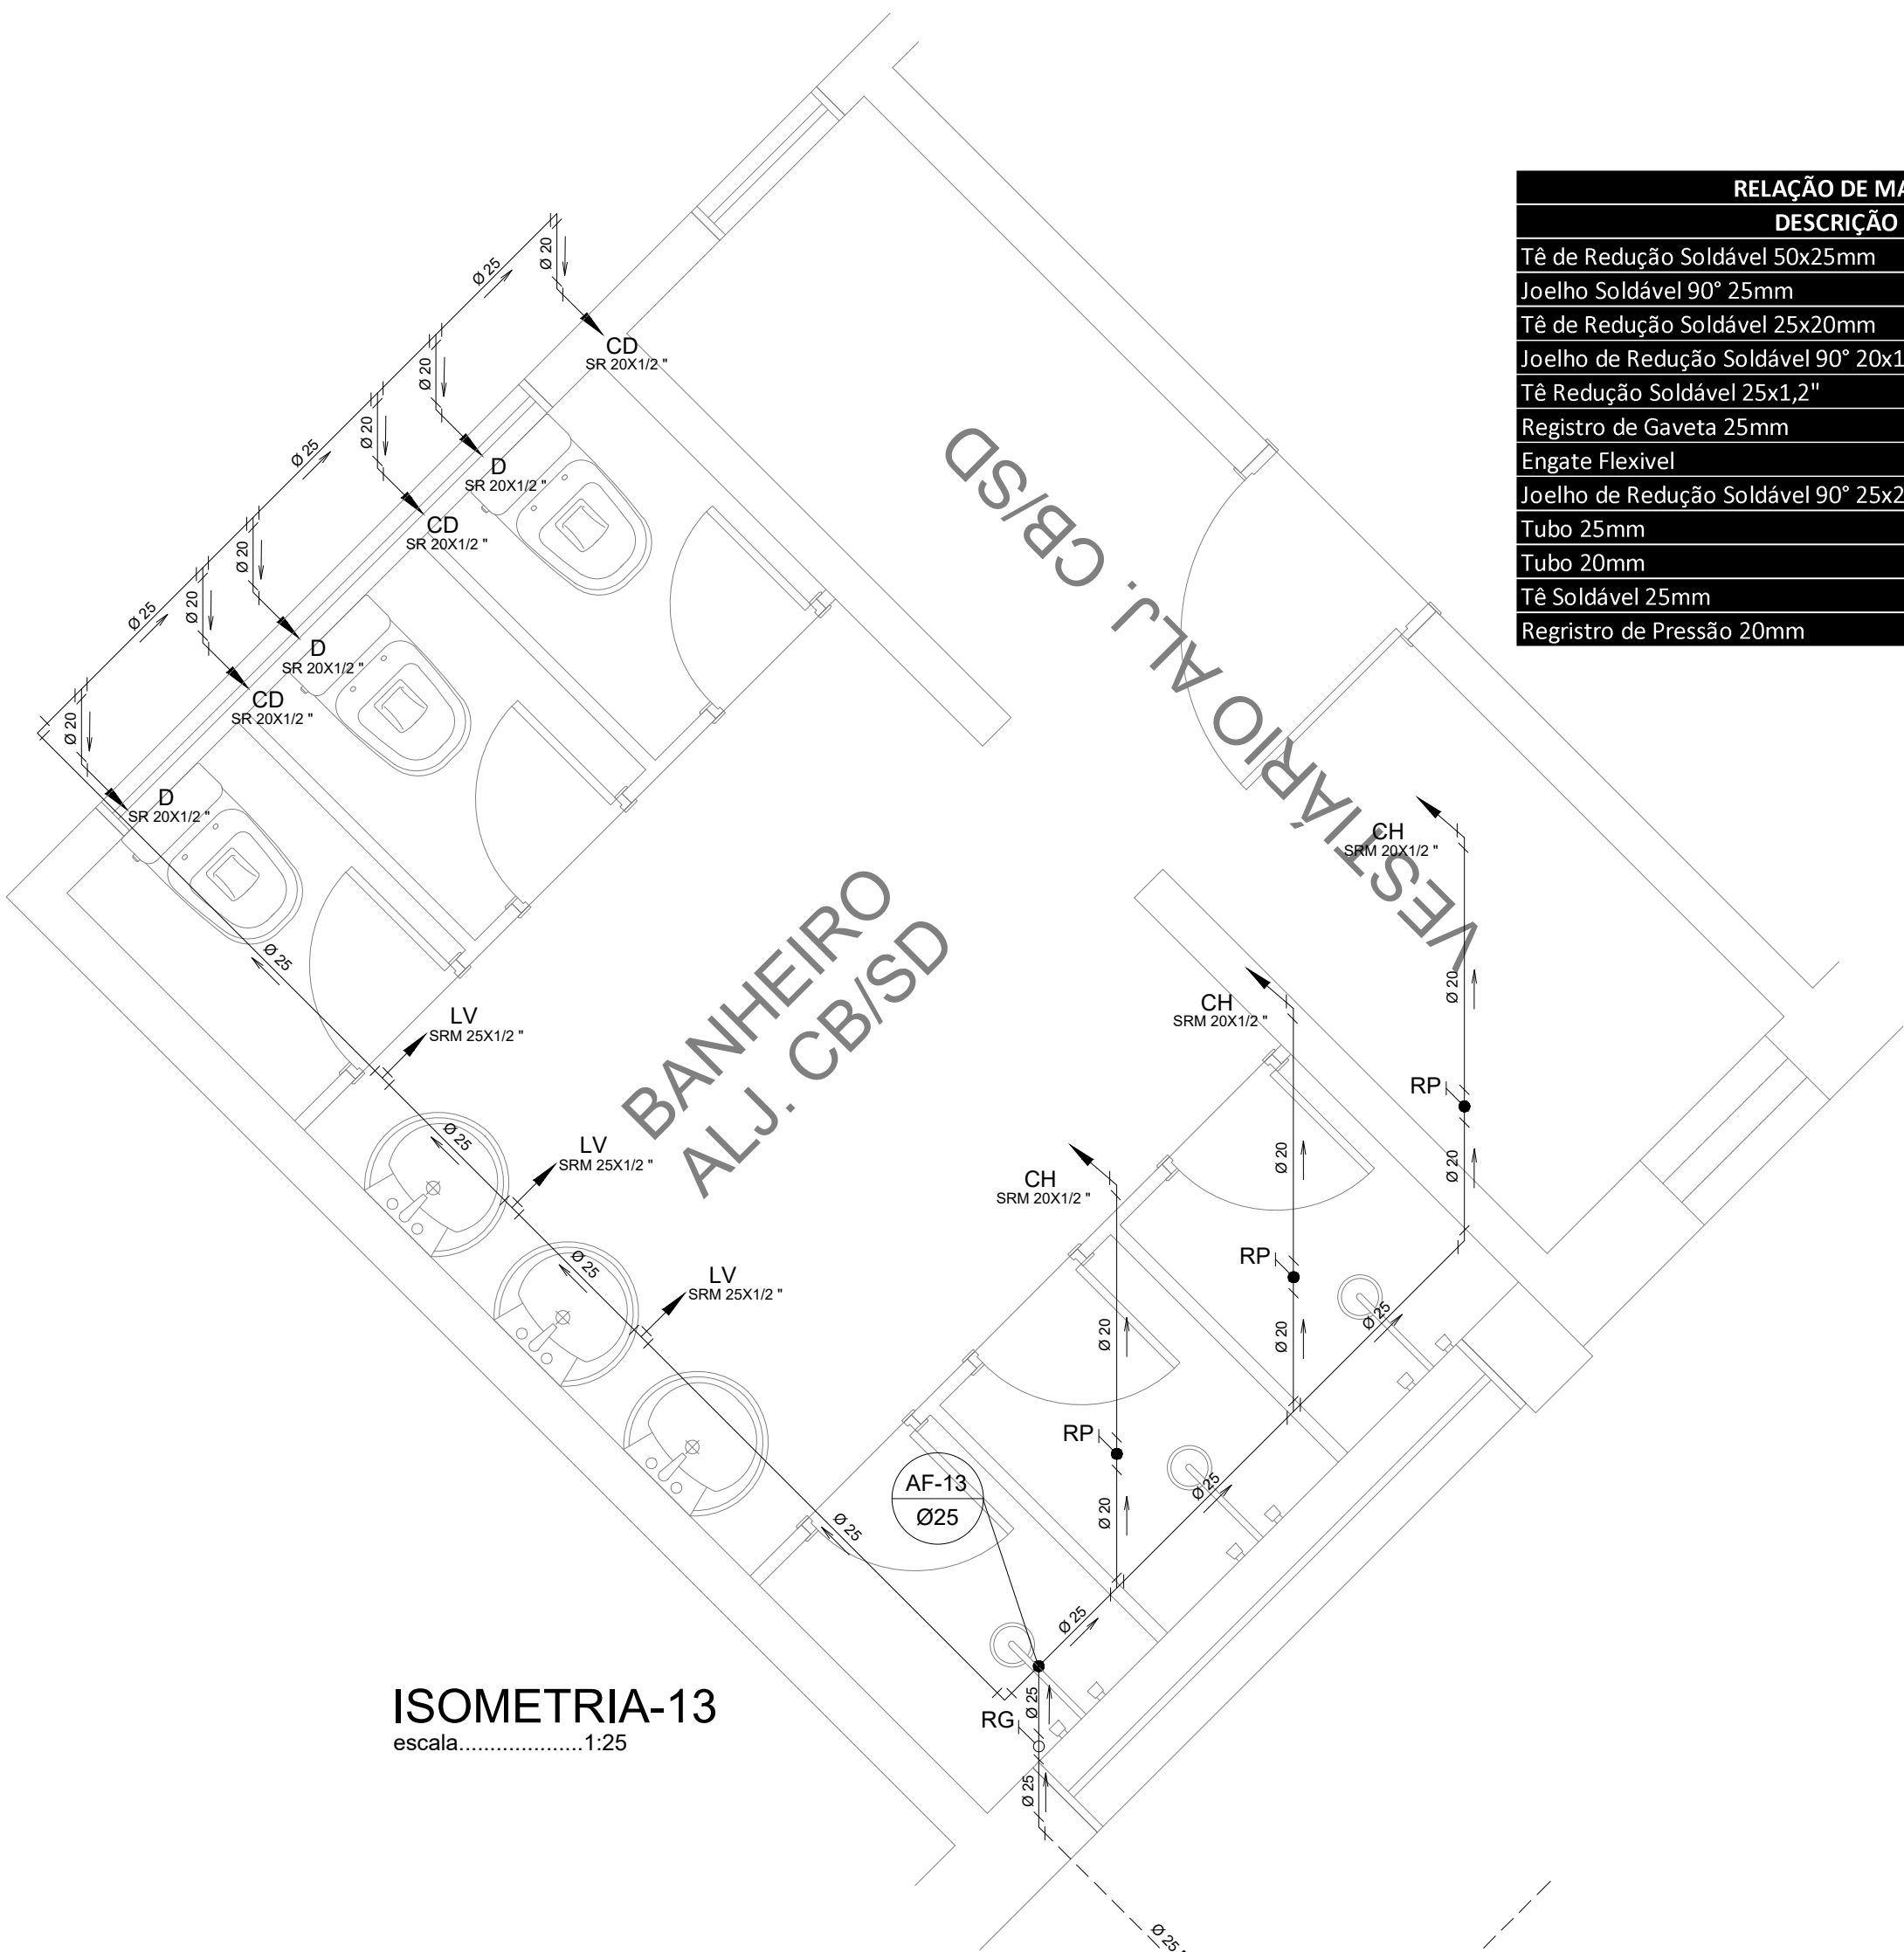 RELAÇÃO DE MA
DESCRIÇÃO
Tê de Redução Soldável 50x25mm
Joelho Soldável 90° 25mm
Tê de Redução Soldável 25x20mm
Joelho de Redução Soldável 90° 20x1
Tê Redução Soldável 25x1,2"
Registro de Gaveta 25mm
Engate Flexivel
Joelho de Redução Soldável 90° 25x2
Tubo 25mm
Tubo 20mm
Tê Soldável 25mm
Regristro de Pressão 20mm
Ø 20
Ø 25
CD
SR 20X1/2 "
Ø 20
Ø 20
Ø 25
D
SR 20X1/2 "
CD
SR 20X1/2 "
Ø 20
Ø 20
Ø 25
D
SR 20X1/2 "
CD
SR 20X1/2 "
Ø 20
D
SR 20X1/2 "
VESTIÁRIO ALJ. CB/SD
BANHEIRO
ALJ. CB/SD
Ø 25
LV
SRM 25X1/2 "
Ø 25
LV
SRM 25X1/2 "
Ø 25
LV
SRM 25X1/2 "
Ø 25
CH
SRM 20X1/2 "
Ø 20
RP
Ø 20
CH
SRM 20X1/2 "
Ø 20
RP
Ø 20
CH
SRM 20X1/2 "
Ø 20
RP
Ø 20
Ø 25
Ø 25
Ø 25
AF-13
Ø25
Ø 25
RG
Ø 25
Ø 25
ISOMETRIA-13
escala....................1:25